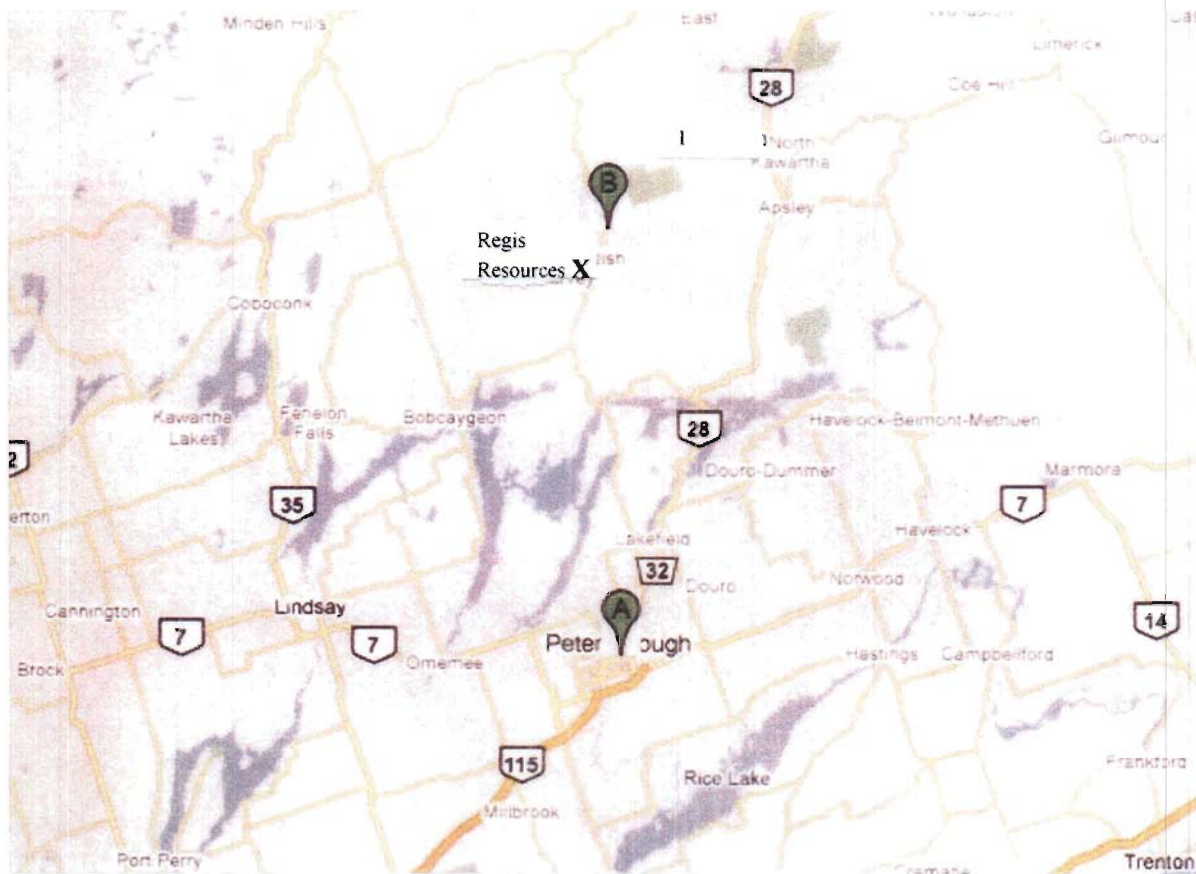 Minden Hills
East
Limerick
28
Coe Hill
Gilmour
North
Kawartha
B
Apsley
Regis
Resources X
Coboconk
Kawartha
Lakes
Fenelon
Falls
Bobcaygeon
28
Havelock-Belmont-Methuen
2
Douro-Dummer
Marmora
35
7
erton
Havelock
Lakefield
32
Norwood
Douro
Cannington
Lindsay
A
14
7
7
Peter ough
Omemee
Hastings
Campbellford
Brock
115
Rice Lake
Frankford
Millbrook
Port Perry
Trenton